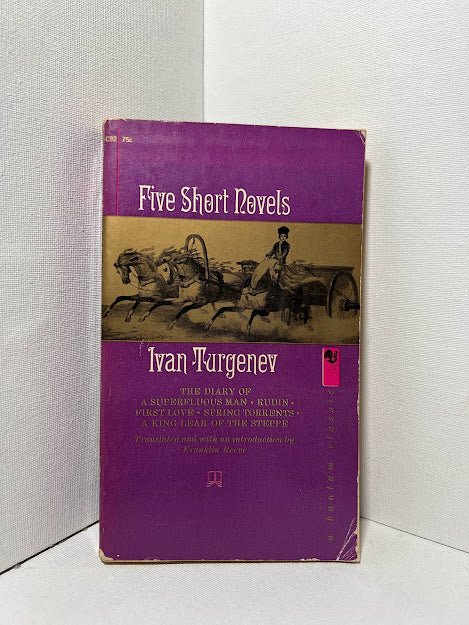 SC92 75¢
Five Short Novels
Ivan Turgenev
THE DIARY OF
A SUPERFLUOUS MAN • RUDIN •
FIRST LOVE • SPRING TORRENTS •
A KING LEAR OF THE STEPPE
Translated and with an introduction by
Franklin Reeve
a bantam classic